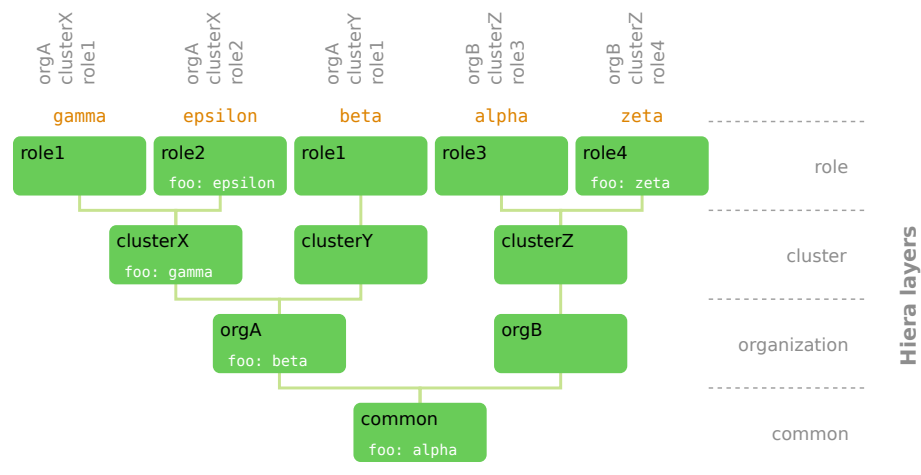 orgA
clusterX
role1
orgA
clusterX
role2
orgA
clusterY
role1
orgB
clusterZ
role3
orgB
clusterZ
role4
gamma
epsilon
beta
alpha
zeta
role1
role2
foo: epsilon
role1
role3
role4
foo: zeta
role
clusterX
foo: gamma
clusterY
clusterZ
cluster
orgA
foo: beta
orgB
organization
common
foo: alpha
common
Hiera layers